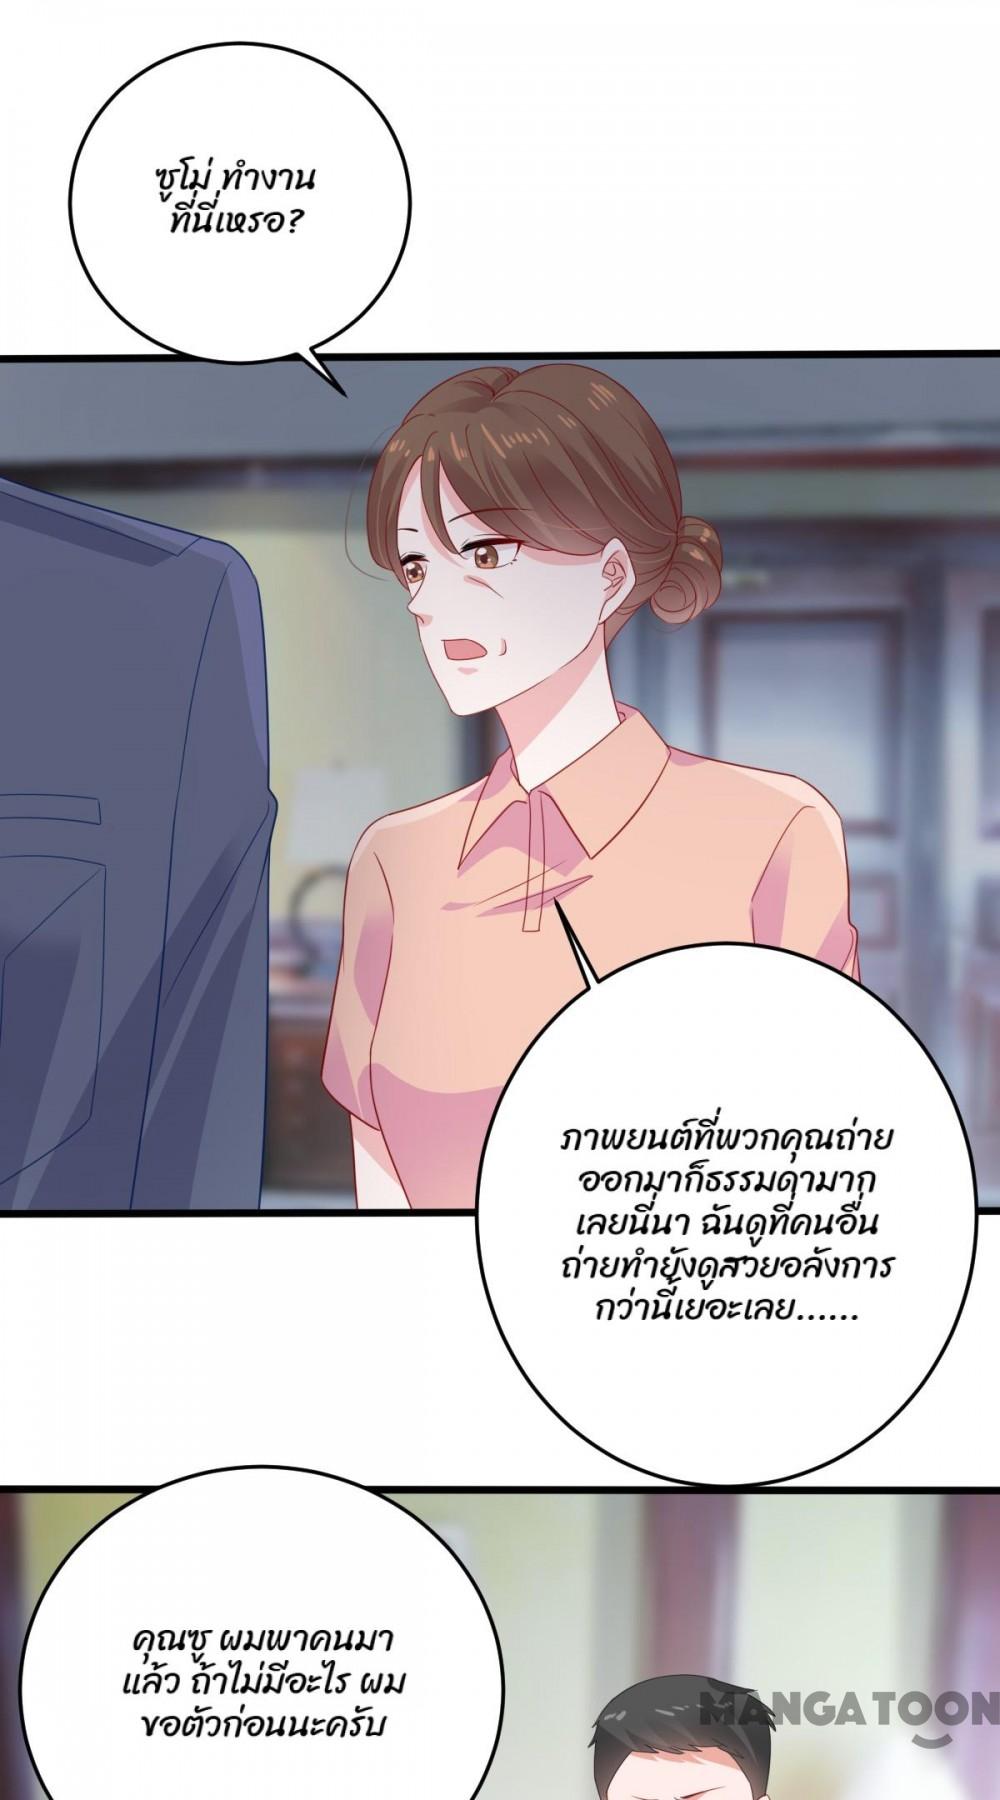 ซูโม่ ทำงาน
ที่นี่เหรอ?
ภาพยนต์ที่พวกคุณถ่าย
ออกมาก็ธรรมดามาก
เลยนี่นา ฉันดูที่คนอื่น
ถ่ายทำยังดูสวยอลังการ
กว่านี้เยอะเลย......
คุณซู ผมพาคนมา
แล้ว ถ้าไม่มีอะไร ผม
ขอตัวก่อนนะครับ
MANGATOON